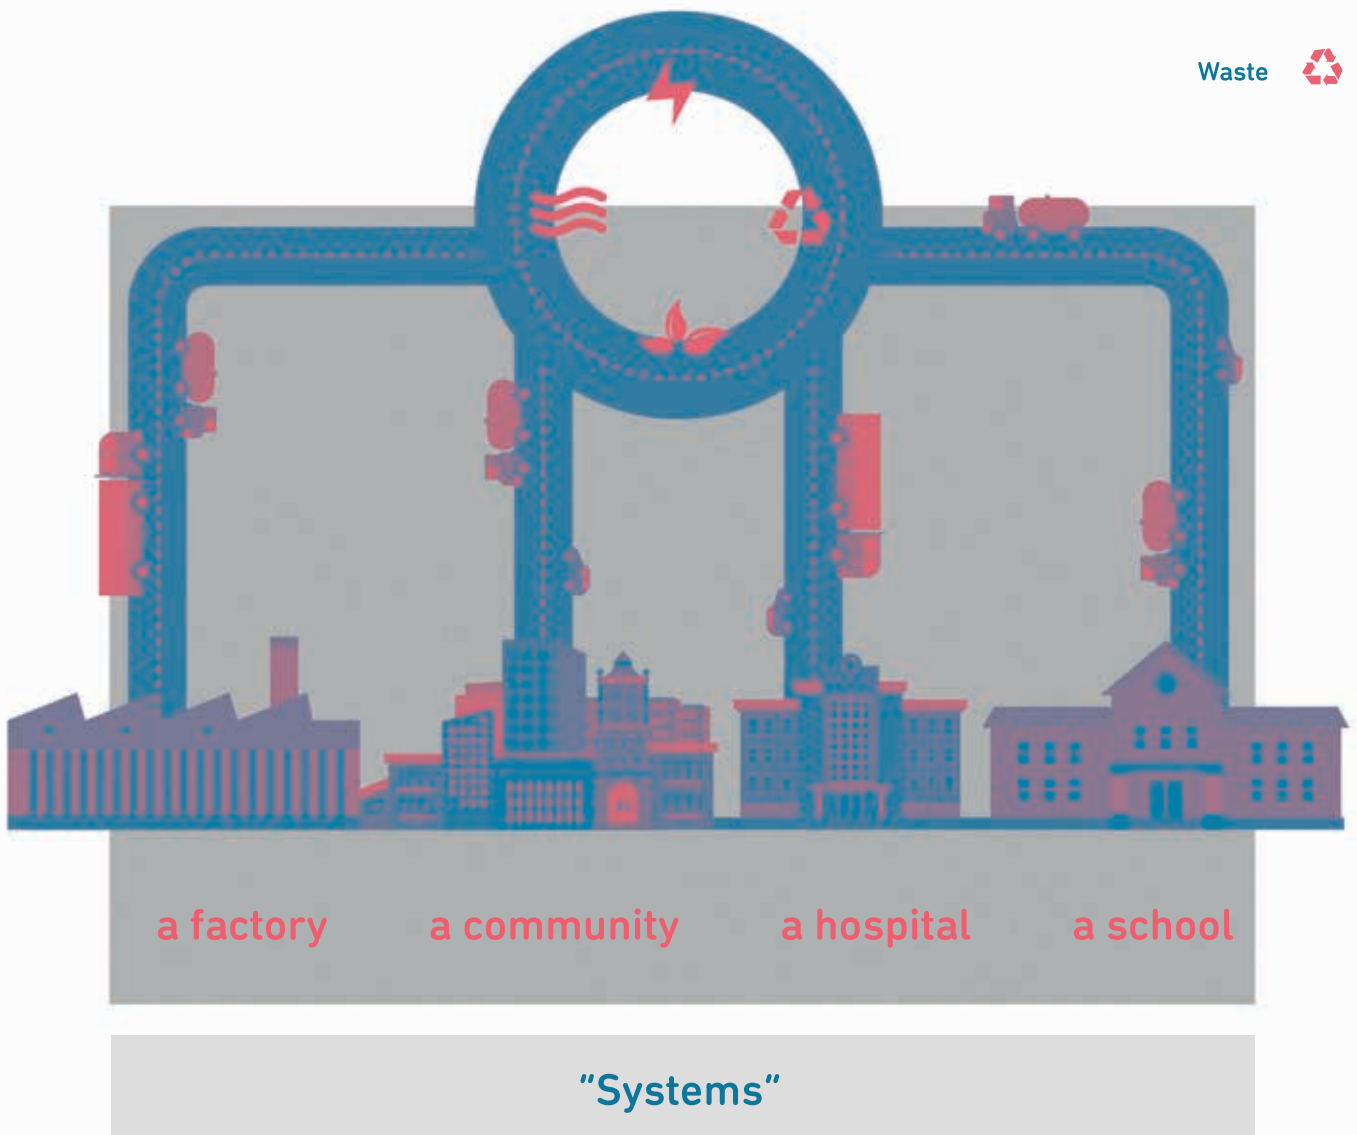 Waste
a factory
a community
a hospital
a school
”Systems”